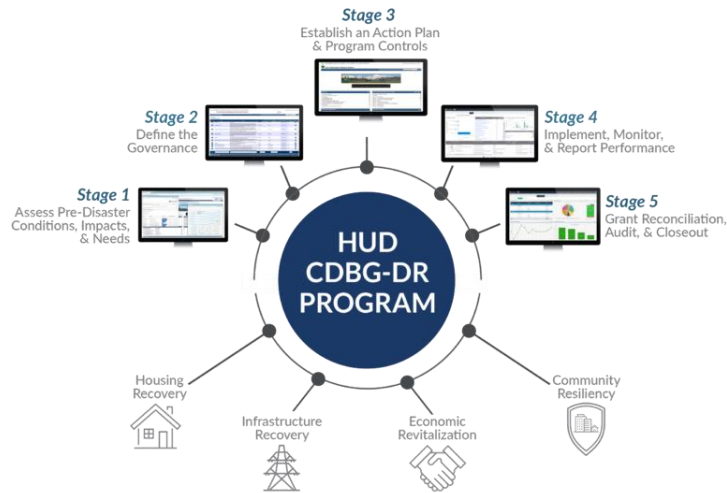 Stage 3
Establish an Action Plan
& Program Controls
Stage 2
Define the
Governance
Stage 4
Implement, Monitor,
& Report Performance
Stage 1
Assess Pre-Disaster
Conditions, Impacts,
& Needs
Stage 5
Grant Reconciliation,
Audit, & Closeout
HUD
CDBG-DR
PROGRAM
Housing
Recovery
Infrastructure
Recovery
Economic
Revitalization
Community
Resiliency